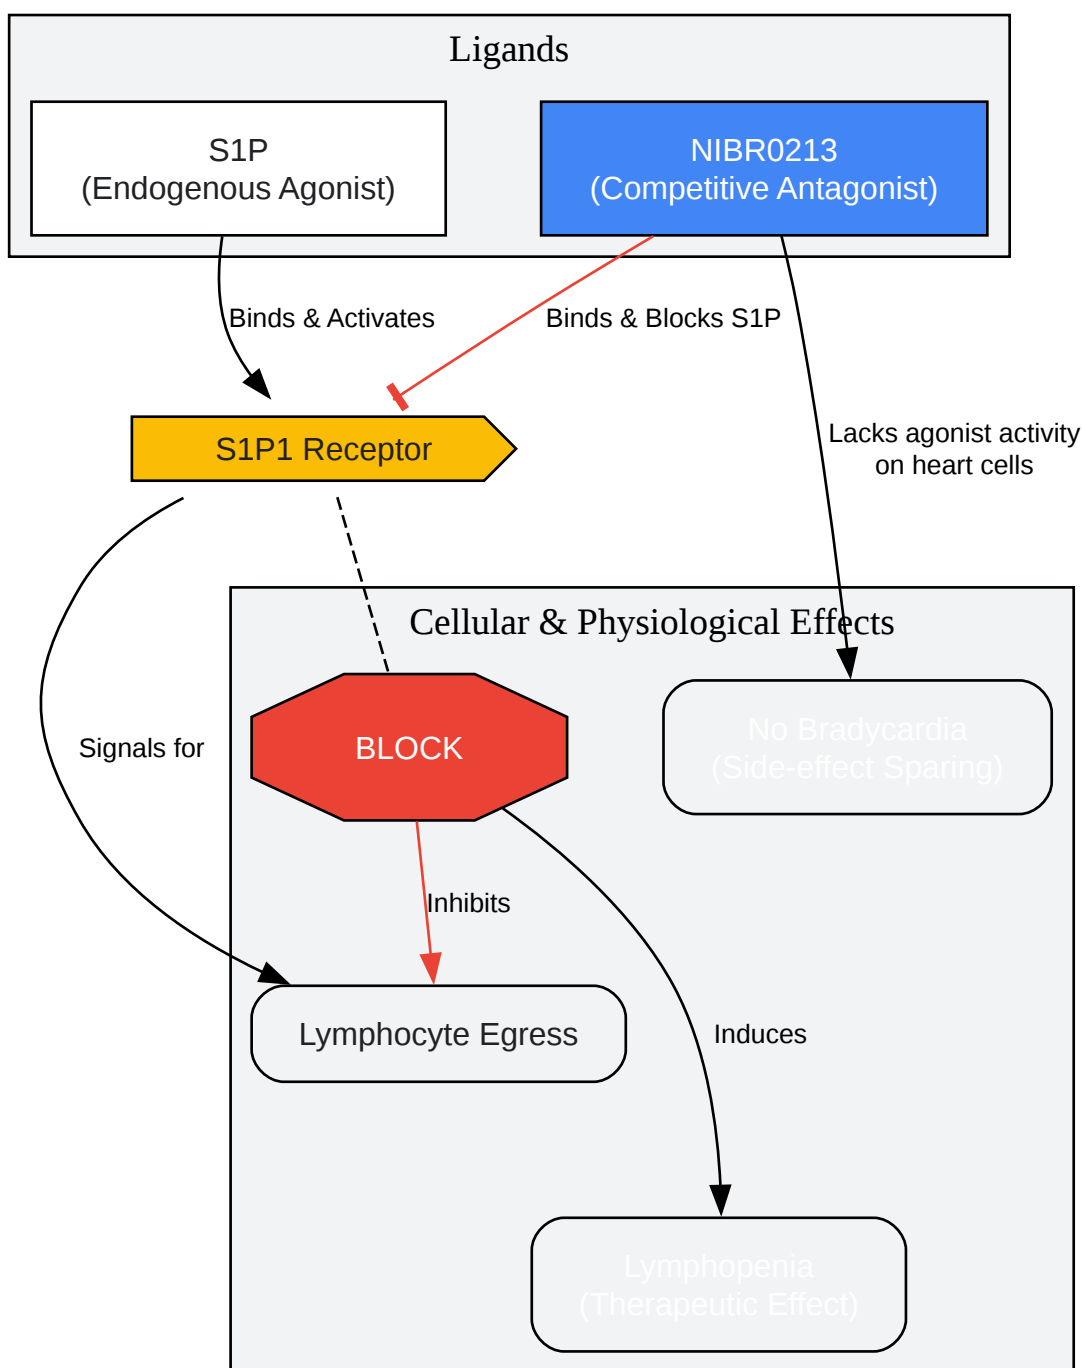 Ligands
S1P
(Endogenous Agonist)
NIBR0213
(Competitive Antagonist)
Binds & Activates
Binds & Blocks S1P
S1P1 Receptor
Lacks agonist activity
on heart cells
Cellular & Physiological Effects
No Bradycardia
(Side-effect Sparing)
BLOCK
Signals for
Inhibits
Lymphocyte Egress
Induces
Lymphopenia
(Therapeutic Effect)